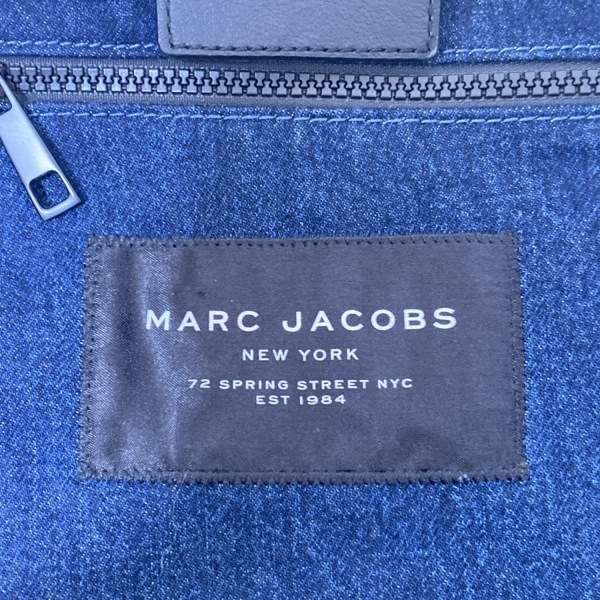 MARC JACOBS
NEW YORK
72 SPRING STREET NYC
EST 1984